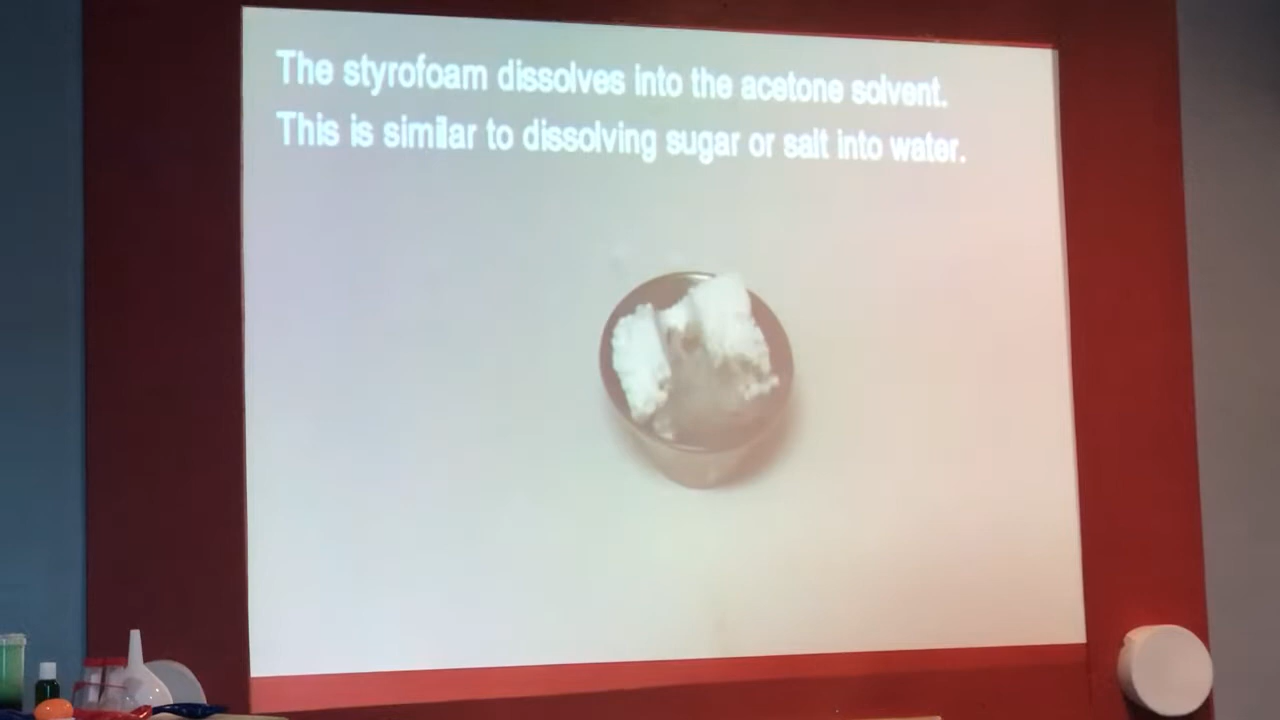 The styrofoam dissolves into the acetone solvent.
This is similar to dissolving sugar or salt into water.